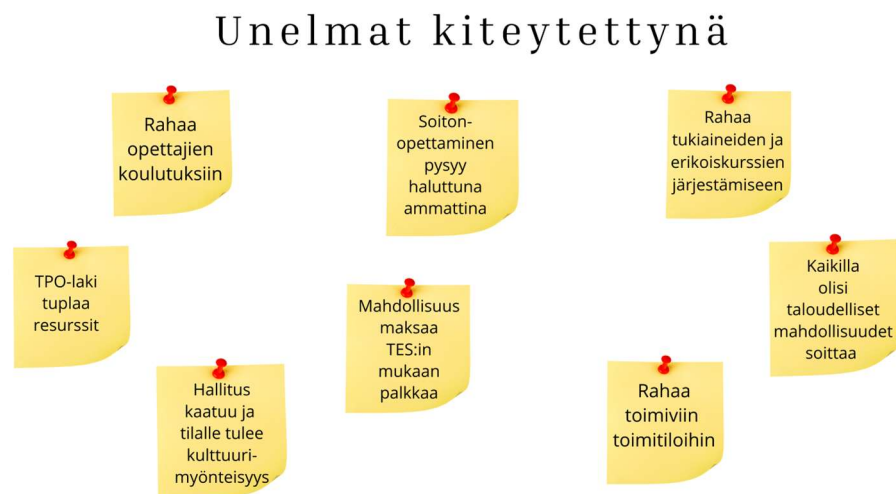 Unelmat kiteytettynä
Rahaa
opettajien
koulutuksiin
Soiton-
opettaminen
pysyy
haluttuna
ammattina
Rahaa
tukiaineiden ja
erikoiskurssien
järjestämiseen
TPO-laki
tuplaa
resurssit
Mahdollisuus
maksaa
TES:in
mukaan
palkkaa
Kaikilla
olisi
taloudelliset
mahdollisuudet
soittaa
Hallitus
kaatuu ja
tilalle tulee
kulttuuri-
myönteisyys
Rahaa
toimiviin
toimitiloihin